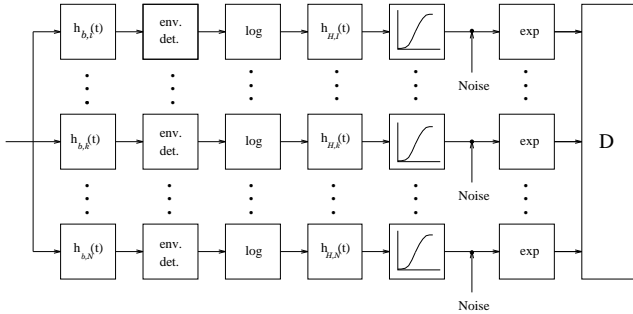 h_{b,1}(t) env. det. log h_{H,1}(t) exp
Noise
h_{b,k}(t) env. det. log h_{H,k}(t) exp D
Noise
h_{b,N}(t) env. det. log h_{H,N}(t) exp
Noise